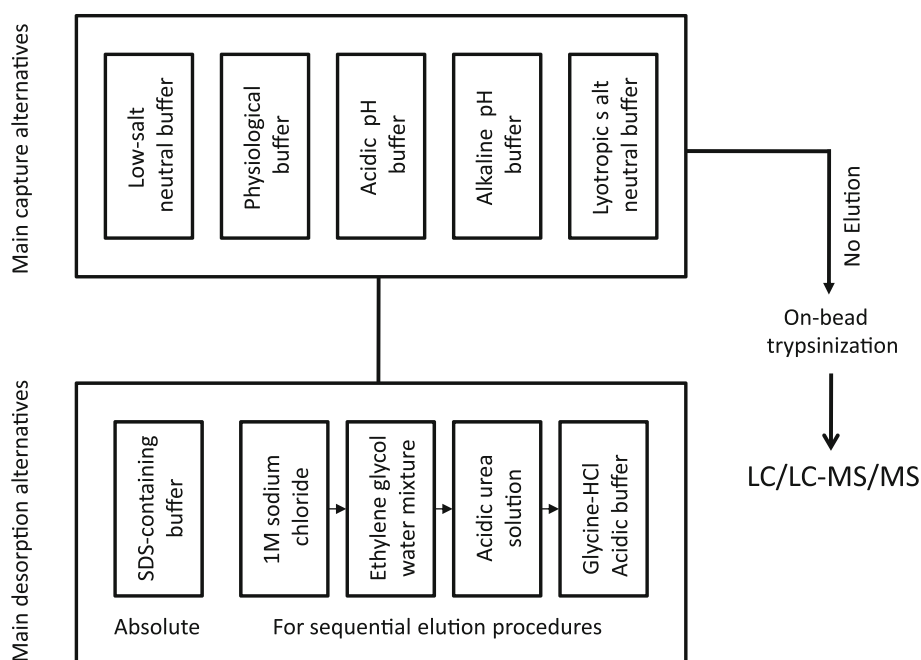 Main capture alternatives
Low-salt
neutral buffer
Physiological
buffer
Acidic pH
buffer
Alkaline pH
buffer
Lyotropic s alt
neutral buffer
No Elution
On-bead
trypsinization
LC/LC-MS/MS
Main desorption alternatives
SDS-containing
buffer
1M sodium
chloride
Ethylene glycol
water mixture
Acidic urea
solution
Glycine-HCl
Acidic buffer
Absolute
For sequential elution procedures